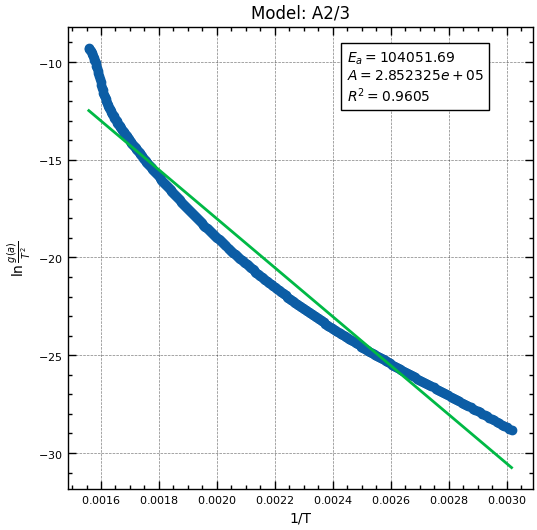 Model: A2/3
E_a = 104051.69
A = 2.852325e + 05
R^2 = 0.9605
ln g(a)/T^2
−10
−15
−20
−25
−30
0.0016 0.0018 0.0020 0.0022 0.0024 0.0026 0.0028 0.0030
1/T